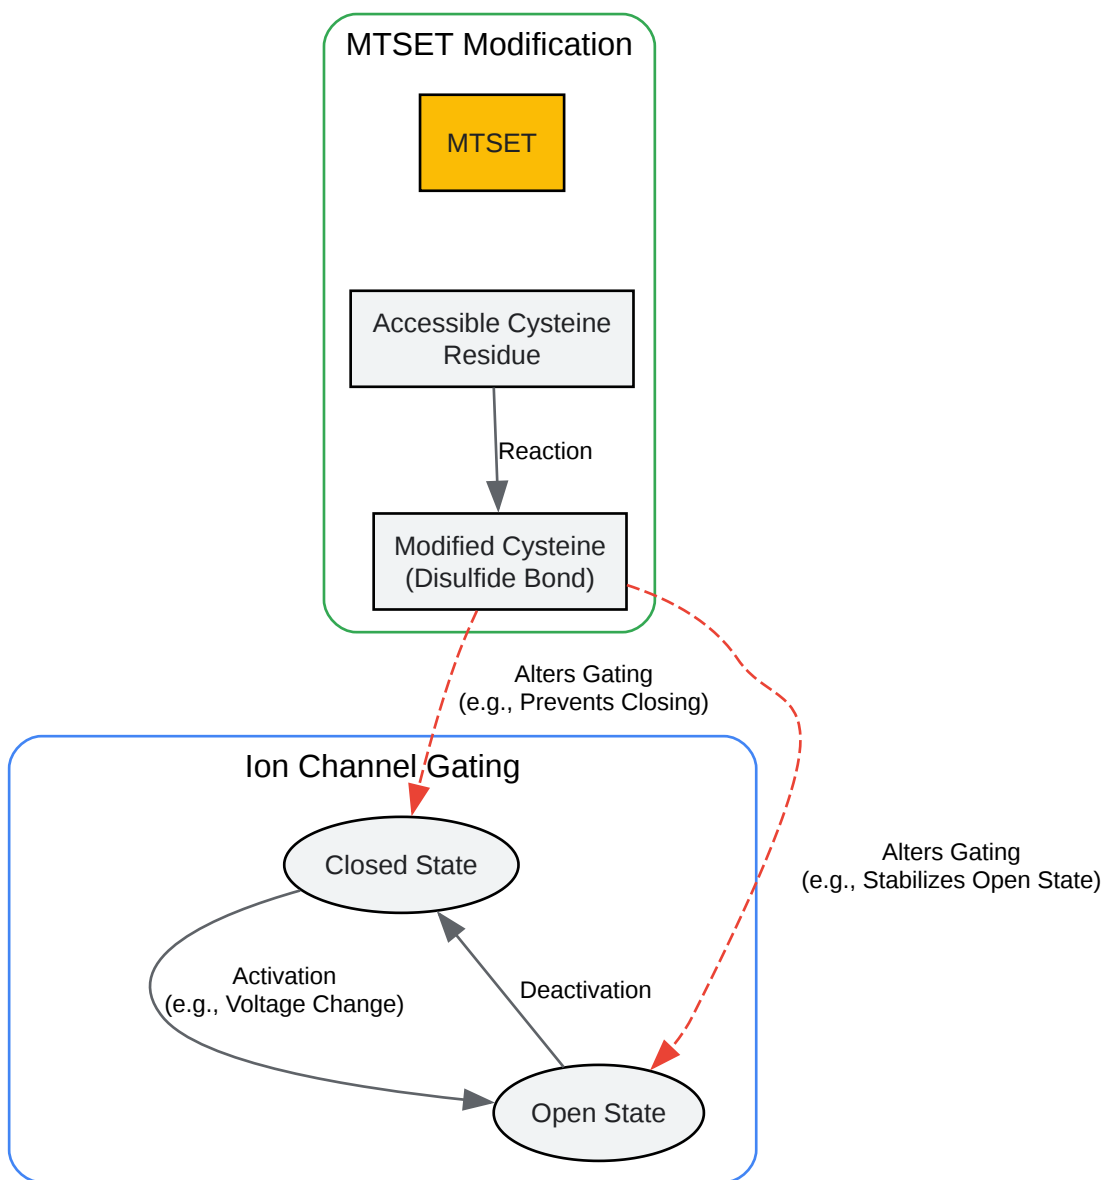 MTSET Modification
MTSET
Accessible Cysteine
Residue
Reaction
Modified Cysteine
(Disulfide Bond)
Alters Gating
(e.g., Prevents Closing)
Ion Channel Gating
Closed State
Alters Gating
(e.g., Stabilizes Open State)
Activation
(e.g., Voltage Change)
Deactivation
Open State